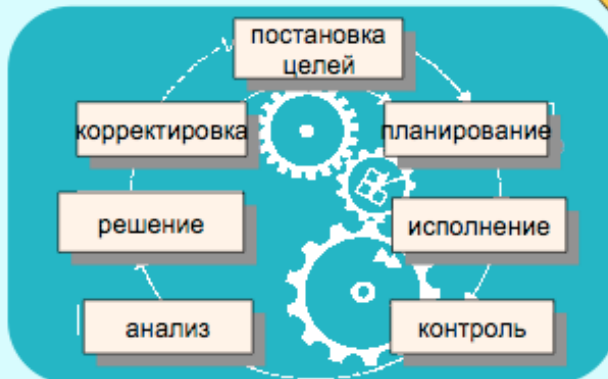 постановка
целей
планирование
исполнение
контроль
анализ
решение
корректировка